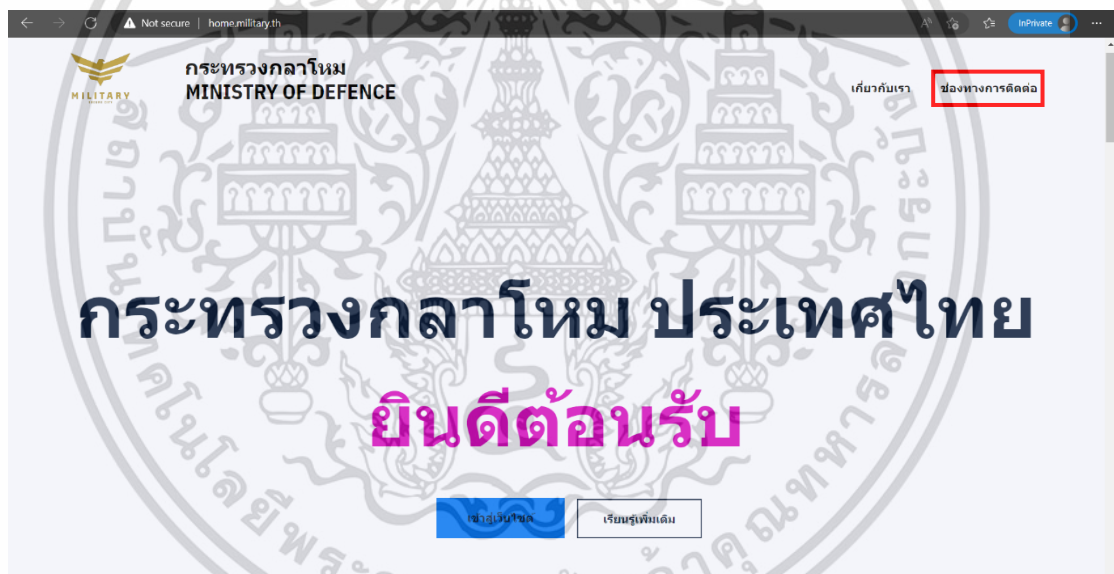 Not secure | home.military.th
InPrivate
กระทรวงกลาโหม
MINISTRY OF DEFENCE
MILITARY
เกี่ยวกับเรา
ช่องทางการติดต่อ
กระทรวงกลาโหม ประเทศไทย
ยินดีต้อนรับ
เข้าสู่เว็บไซต์
เรียนรู้เพิ่มเติม